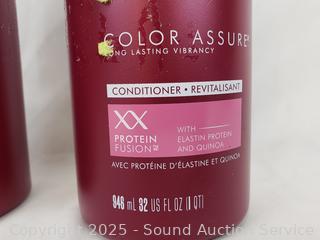 COLOR ASSURE
LONG LASTING VIBRANCY
CONDITIONER • REVITALISANT
XX
PROTEIN
FUSION
WITH
ELASTIN PROTEIN
AND QUINOA
AVEC PROTÉINE D'ÉLASTINE ET QUINOA
946 mL 32 US FL OZ (1 QT)
Copyright 2025 - Sound Auction Service